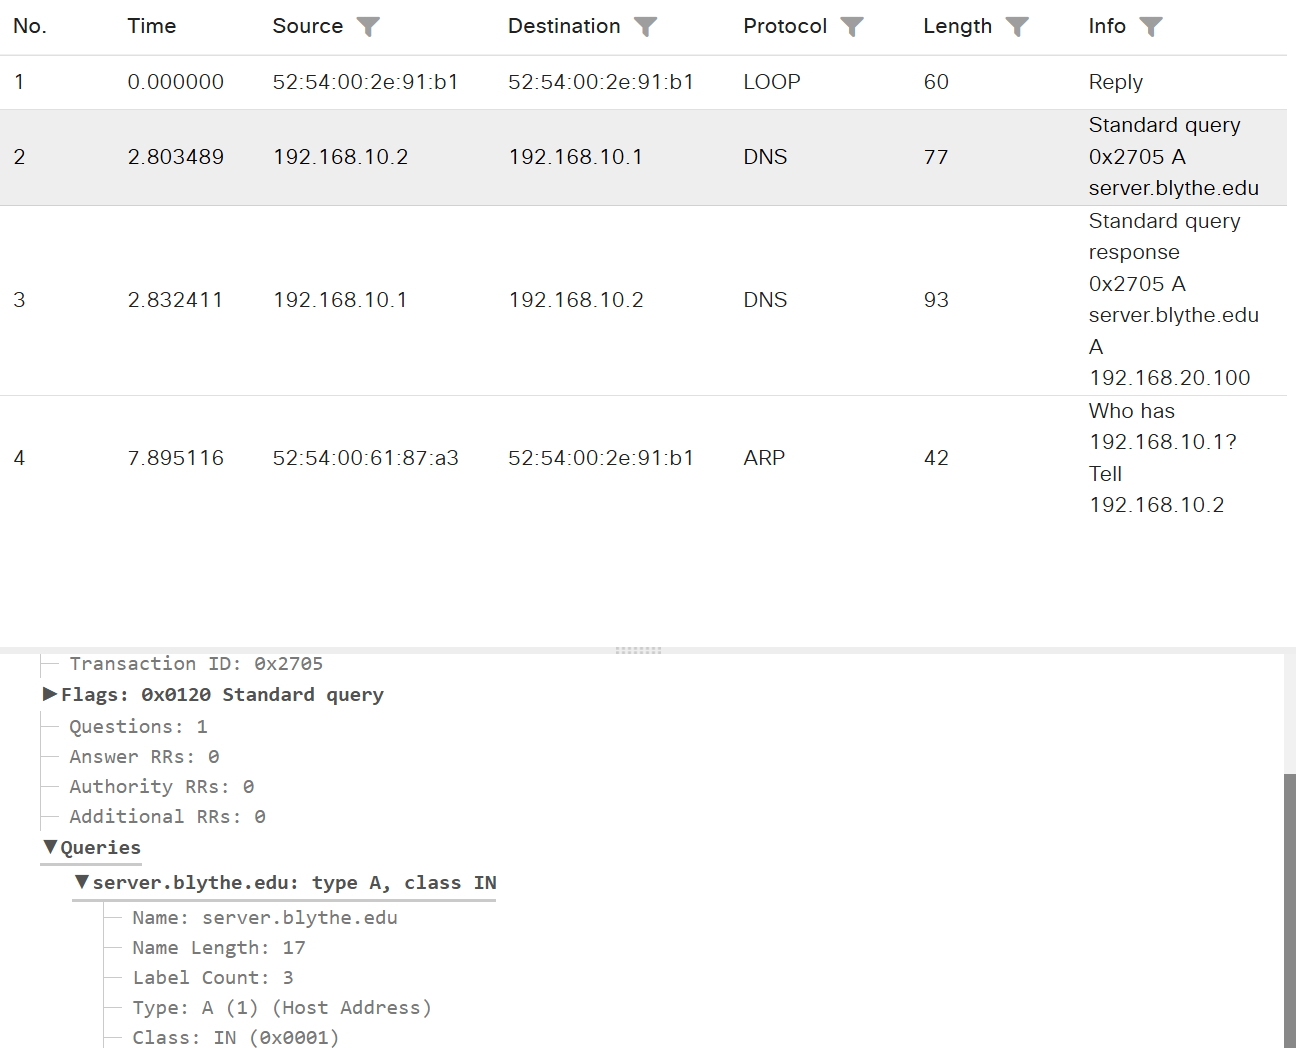 No. Time Source Destination Protocol Length Info
1 0.000000 52:54:00:2e:91:b1 52:54:00:2e:91:b1 LOOP 60 Reply
2 2.803489 192.168.10.2 192.168.10.1 DNS 77 Standard query
0x2705 A
server.blythe.edu
3 2.832411 192.168.10.1 192.168.10.2 DNS 93 Standard query
response
0x2705 A
server.blythe.edu
A
192.168.20.100
4 7.895116 52:54:00:61:87:a3 52:54:00:2e:91:b1 ARP 42 Who has
192.168.10.1?
Tell
192.168.10.2
Transaction ID: 0x2705
Flags: 0x0120 Standard query
Questions: 1
Answer RRs: 0
Authority RRs: 0
Additional RRs: 0
Queries
server.blythe.edu: type A, class IN
Name: server.blythe.edu
Name Length: 17
Label Count: 3
Type: A (1) (Host Address)
Class: IN (0x0001)